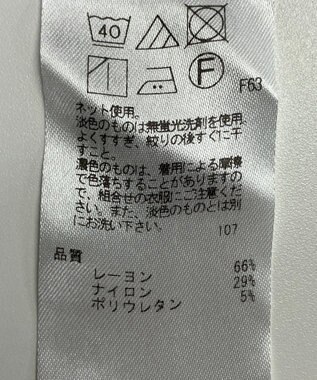 40
F
F63
ネット使用。
淡色のものは無蛍光洗剤を使用、
よくすすぎ、絞りの後すぐに干
すこと。
濃色のものは、着用による摩擦
で色落ちすることがありますの
で、組合せの衣服にご注意くだ
さい。また、淡色のものとは別
にお洗い下さい。
107
品質
レーヨン 66%
ナイロン 29%
ポリウレタン 5%